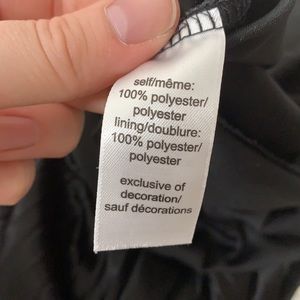 self/même:
100% polyester/
polyester
lining/doublure:
100% polyester/
polyester
exclusive of
decoration/
sauf décorations